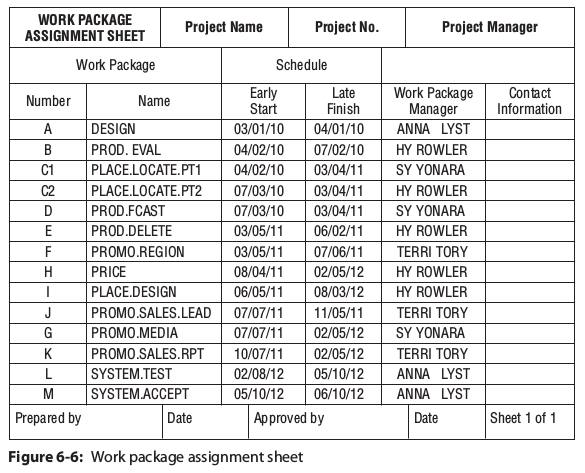 WORK PACKAGE ASSIGNMENT SHEET Project Name Project No. Project Manager
Work Package Schedule
Number Name Early Start Late Finish Work Package Manager Contact Information
A DESIGN 03/01/10 04/01/10 ANNA LYST
B PROD. EVAL 04/02/10 07/02/10 HY ROWLER
C1 PLACE.LOCATE.PT1 04/02/10 03/04/11 SY YONARA
C2 PLACE.LOCATE.PT2 07/03/10 03/04/11 HY ROWLER
D PROD.FCAST 07/03/10 03/04/11 SY YONARA
E PROD.DELETE 03/05/11 06/02/11 HY ROWLER
F PROMO.REGION 03/05/11 07/06/11 TERRI TORY
H PRICE 08/04/11 02/05/12 HY ROWLER
I PLACE.DESIGN 06/05/11 08/03/12 HY ROWLER
J PROMO.SALES.LEAD 07/07/11 11/05/11 TERRI TORY
G PROMO.MEDIA 07/07/11 02/05/12 SY YONARA
K PROMO.SALES.RPT 10/07/11 02/05/12 TERRI TORY
L SYSTEM.TEST 02/08/12 05/10/12 ANNA LYST
M SYSTEM.ACCEPT 05/10/12 06/10/12 ANNA LYST
Prepared by Date Approved by Date Sheet 1 of 1
Figure 6-6: Work package assignment sheet